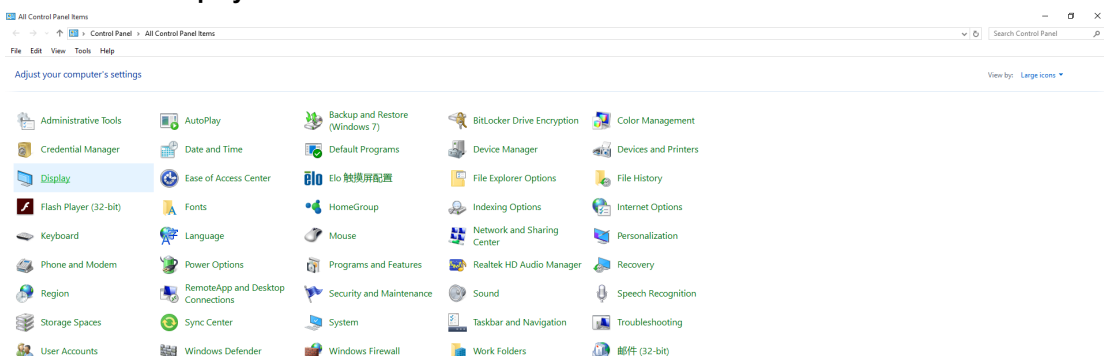 All Control Panel Items
Control Panel › All Control Panel Items
Search Control Panel
File Edit View Tools Help
Adjust your computer's settings
View by: Large icons
Administrative Tools
AutoPlay
Backup and Restore
(Windows 7)
BitLocker Drive Encryption
Color Management
Credential Manager
Date and Time
Default Programs
Device Manager
Devices and Printers
Display
Ease of Access Center
elo
Elo 触摸屏配置
File Explorer Options
File History
Flash Player (32-bit)
Fonts
HomeGroup
Indexing Options
Internet Options
Keyboard
Language
Mouse
Network and Sharing
Center
Personalization
Phone and Modem
Power Options
Programs and Features
Realtek HD Audio Manager
Recovery
Region
RemoteApp and Desktop
Connections
Security and Maintenance
Sound
Speech Recognition
Storage Spaces
Sync Center
System
Taskbar and Navigation
Troubleshooting
User Accounts
Windows Defender
Windows Firewall
Work Folders
邮件 (32-bit)